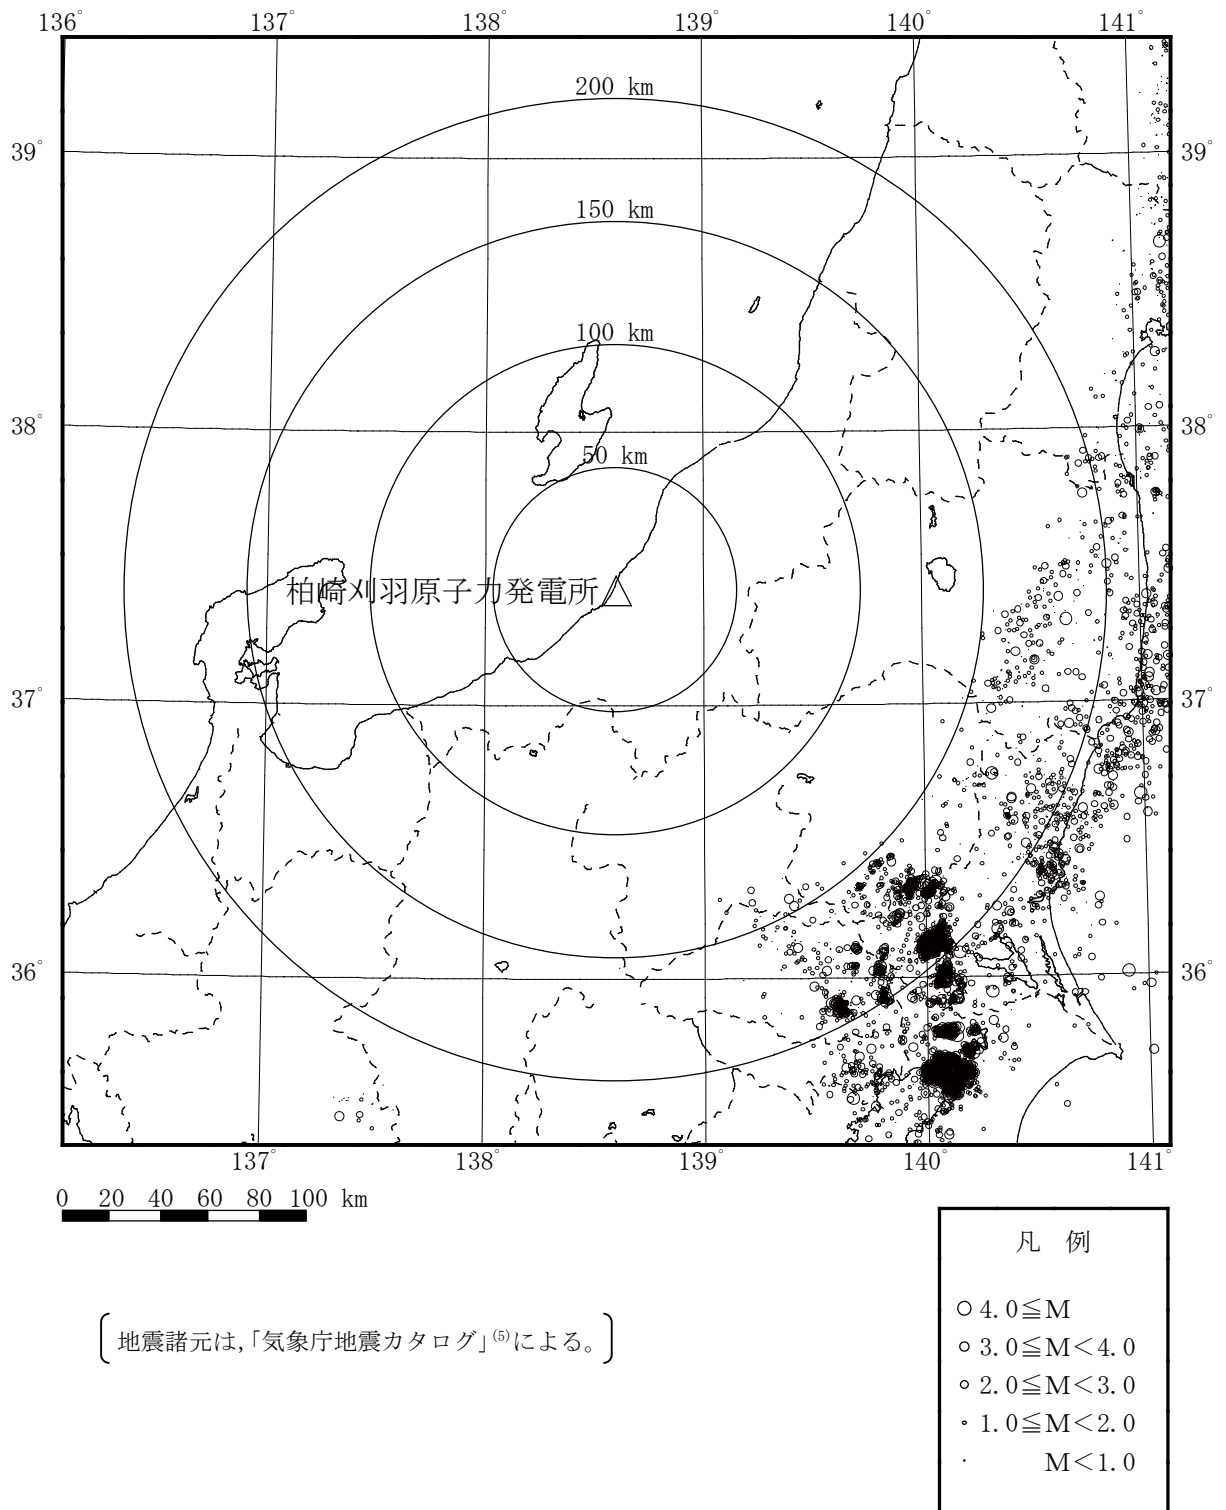 136° 137° 138° 139° 140° 141°
200 km
39° 39°
150 km
100 km
38° 38°
50 km
柏崎刈羽原子力発電所
37° 37°
36° 36°
137° 138° 139° 140° 141°
0 20 40 60 80 100 km
凡 例
4.0≦M
3.0≦M<4.0
2.0≦M<3.0
1.0≦M<2.0
M<1.0
地震諸元は,「気象庁地震カタログ」(5)による。